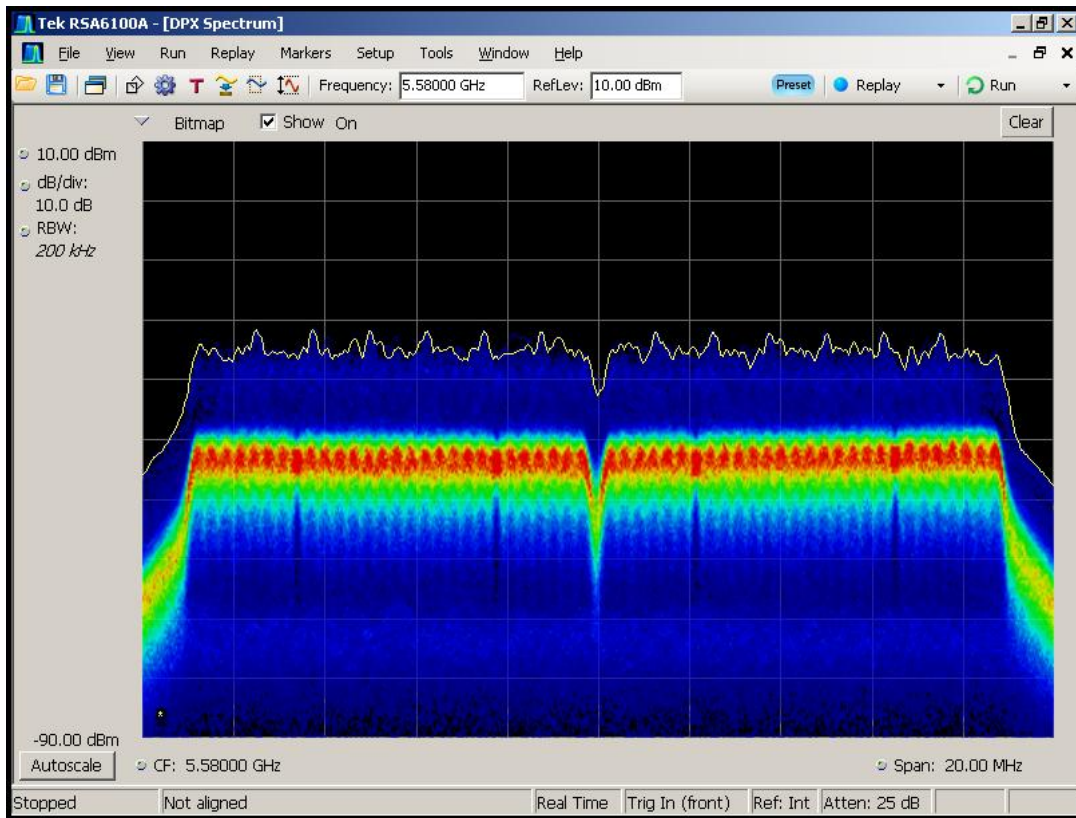 Tek RSA6100A - [DPX Spectrum]
File View Run Replay Markers Setup Tools Window Help
T Frequency: 5.58000 GHz RefLev: 10.00 dBm Preset Replay Run
Bitmap Show On Clear
10.00 dBm
dB/div:
10.0 dB
RBW:
200 kHz
-90.00 dBm
Autoscale CF: 5.58000 GHz Span: 20.00 MHz
Stopped Not aligned Real Time Trig In (front) Ref: Int Atten: 25 dB